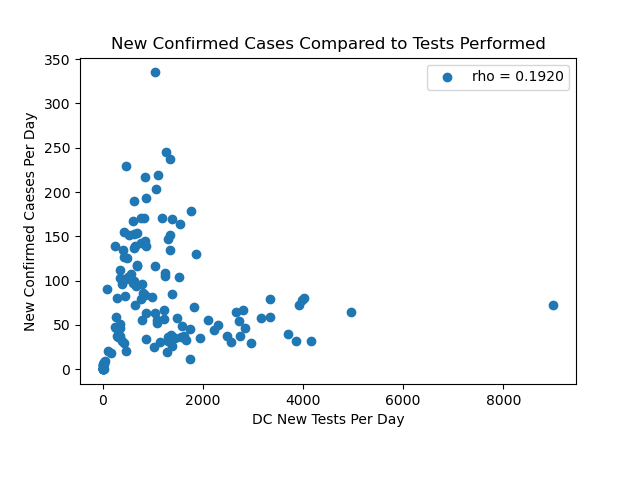 New Confirmed Cases Compared to Tests Performed
rho = 0.1920
350
300
250
200
150
100
50
0
New Confirmed Caeses Per Day
0 2000 4000 6000 8000
DC New Tests Per Day